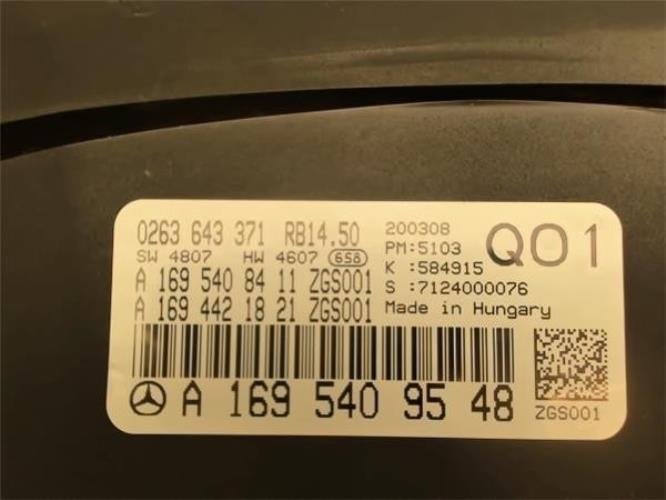 0263 643 371 RB14.50
SW 4807 HW 4607 658
A 169 540 84 11 ZGS001
A 169 442 18 21 ZGS001
200308
PM:5103
K :584915
S :7124000076
Made in Hungary
Q01
A 169 540 95 48
ZGS001